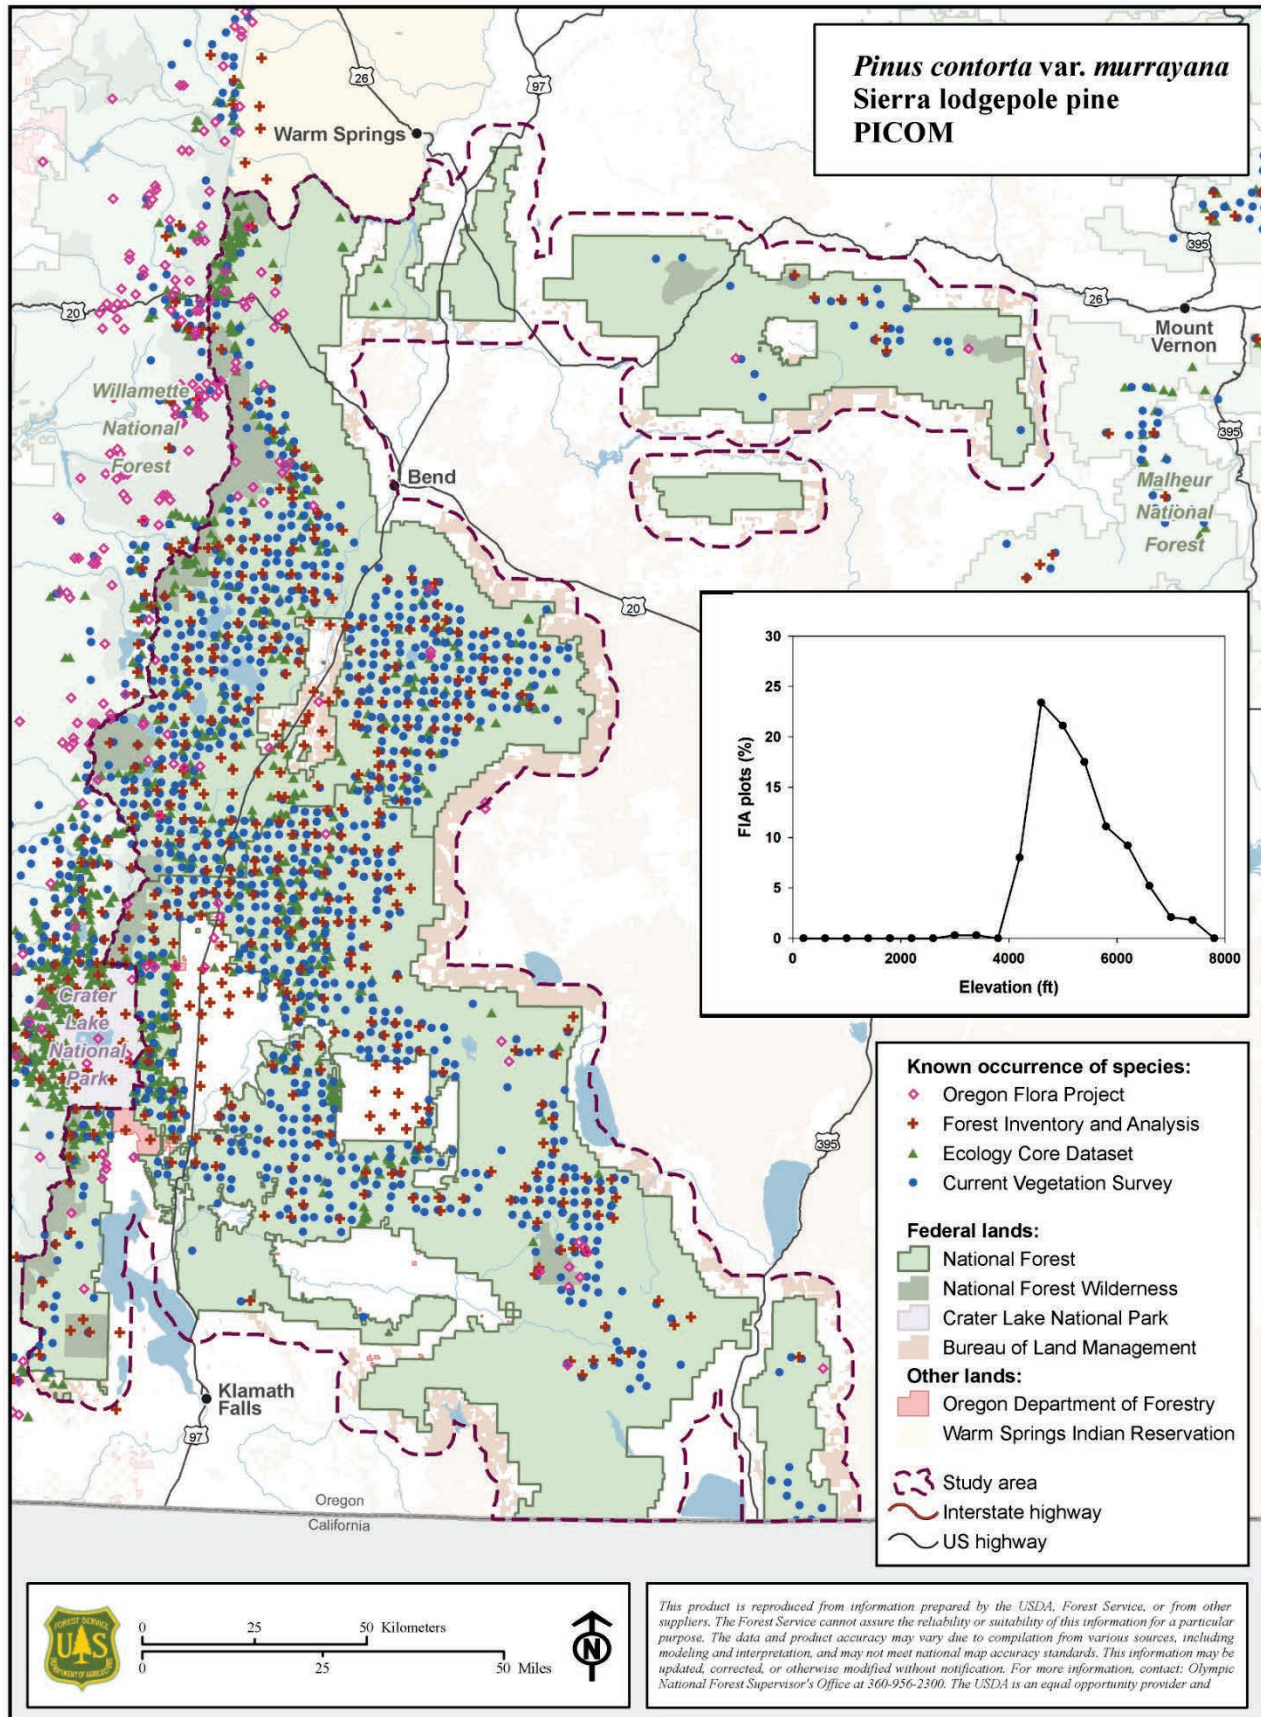 Pinus contorta var. murrayana
Sierra lodgepole pine
PICOM
26
97
Warm Springs
395
20
26
Mount
Vernon
Willamette
National
Forest
395
Bend
Malheur
National
Forest
20
30
25
20
15
10
5
0
FIA plots (%)
0
2000
4000
6000
8000
Elevation (ft)
Crater
Lake
National
Park
395
Klamath
Falls
97
Oregon
California
Known occurrence of species:
Oregon Flora Project
Forest Inventory and Analysis
Ecology Core Dataset
Current Vegetation Survey
Federal lands:
National Forest
National Forest Wilderness
Crater Lake National Park
Bureau of Land Management
Other lands:
Oregon Department of Forestry
Warm Springs Indian Reservation
Study area
Interstate highway
US highway
FOREST SERVICE
U S
DEPARTMENT OF AGRICULTURE
0 25 50 Kilometers
0 25 50 Miles
N
This product is reproduced from information prepared by the USDA, Forest Service, or from other
suppliers. The Forest Service cannot assure the reliability or suitability of this information for a particular
purpose. The data and product accuracy may vary due to compilation from various sources, including
modeling and interpretation, and may not meet national map accuracy standards. This information may be
updated, corrected, or otherwise modified without notification. For more information, contact: Olympic
National Forest Supervisor's Office at 360-956-2300. The USDA is an equal opportunity provider and